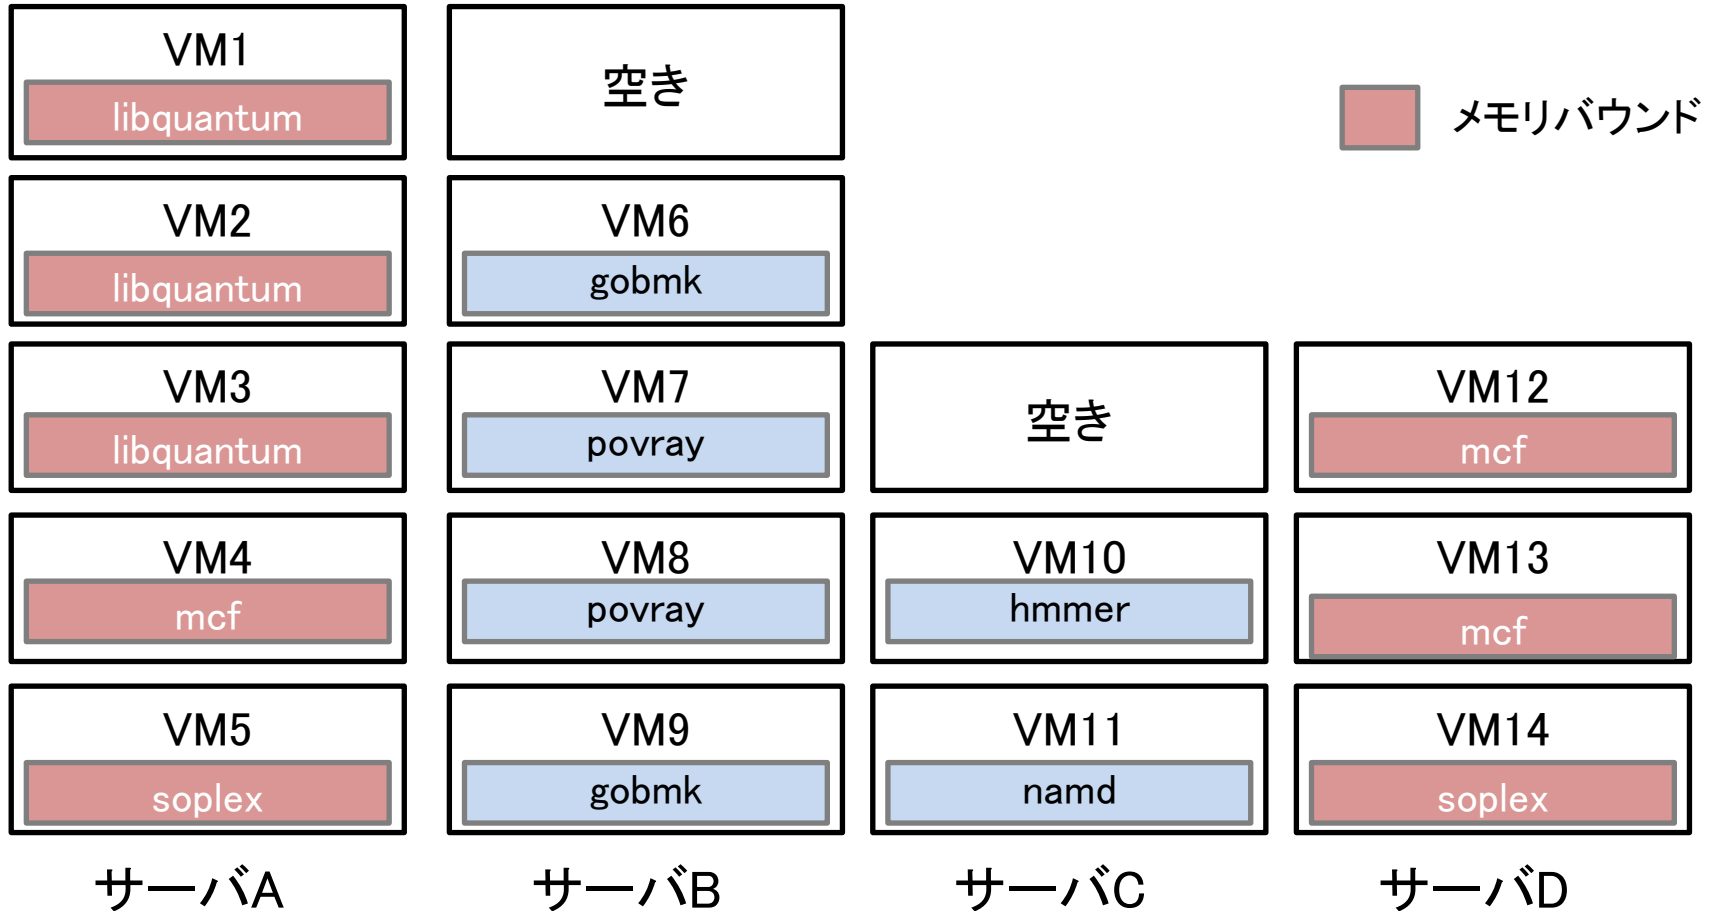 VM1
libquantum
VM2
libquantum
VM3
libquantum
VM4
mcf
VM5
soplex
サーバA
空き
VM6
gobmk
VM7
povray
VM8
povray
VM9
gobmk
サーバB
空き
VM10
hmmer
VM11
namd
サーバC
メモリバウンド
VM12
mcf
VM13
mcf
VM14
soplex
サーバD